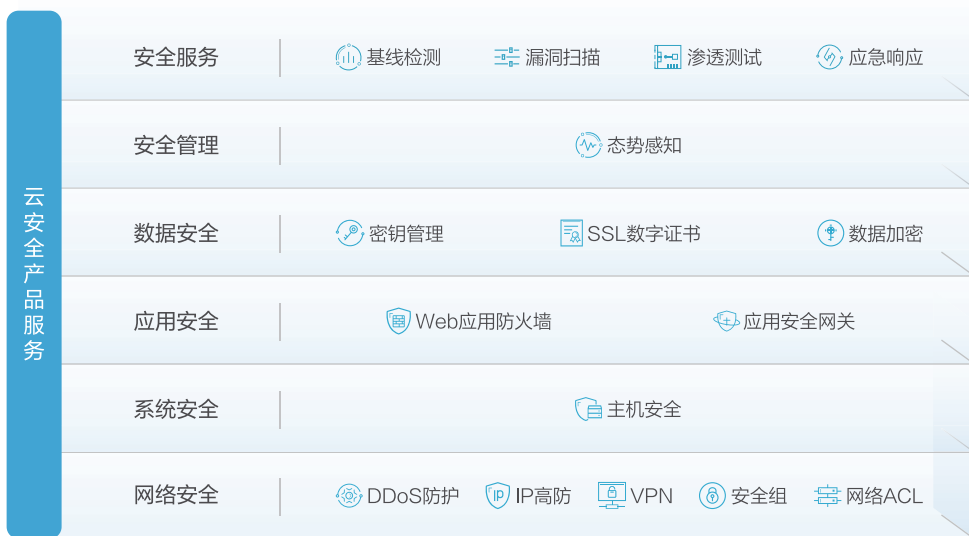 云安全产品服务
安全服务 基线检测 漏洞扫描 渗透测试 应急响应
安全管理 态势感知
数据安全 密钥管理 SSL数字证书 数据加密
应用安全 Web应用防火墙 应用安全网关
系统安全 主机安全
网络安全 DDoS防护 IP高防 VPN 安全组 网络ACL